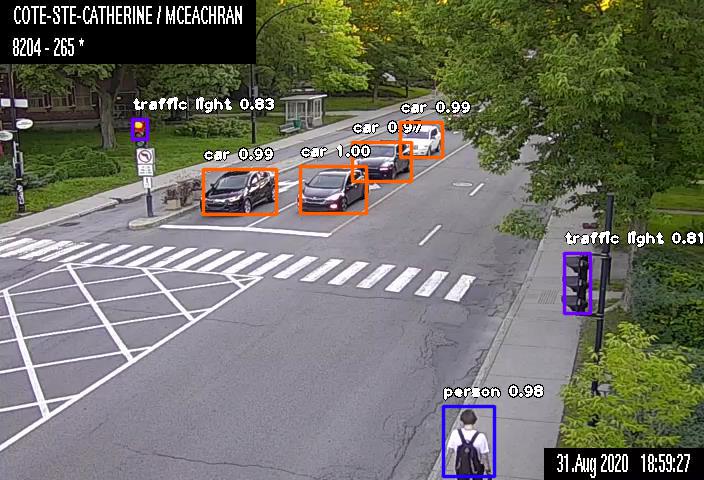 COTE-STE-CATHERINE / MCEACHRAN
8204 - 265 *
traffic light 0.83
car 0.99
car 0.97
car 0.99
car 1.00
traffic light 0.81
person 0.98
31.Aug 2020 18:59:27